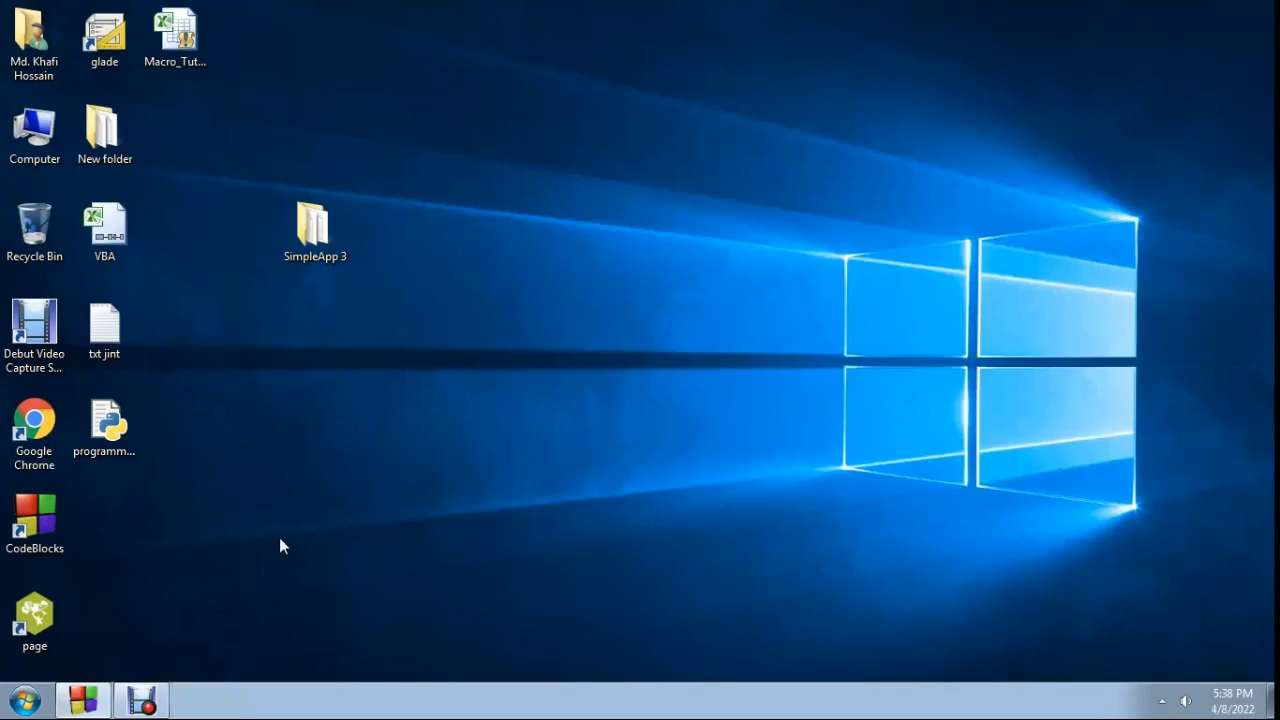 Md. Khafi
Hossain
glade
Macro_Tut...
Computer
New folder
Recycle Bin
VBA
SimpleApp 3
Debut Video
Capture S...
txt jint
Google
Chrome
programm...
CodeBlocks
page
5:38 PM
4/8/2022